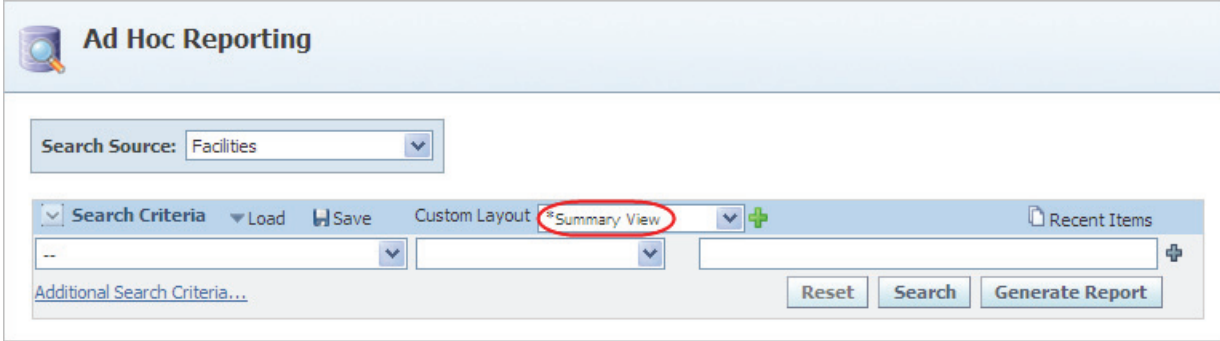 Ad Hoc Reporting
Search Source: Facilities
Search Criteria Load Save Custom Layout *Summary View Recent Items
--
Additional Search Criteria... Reset Search Generate Report